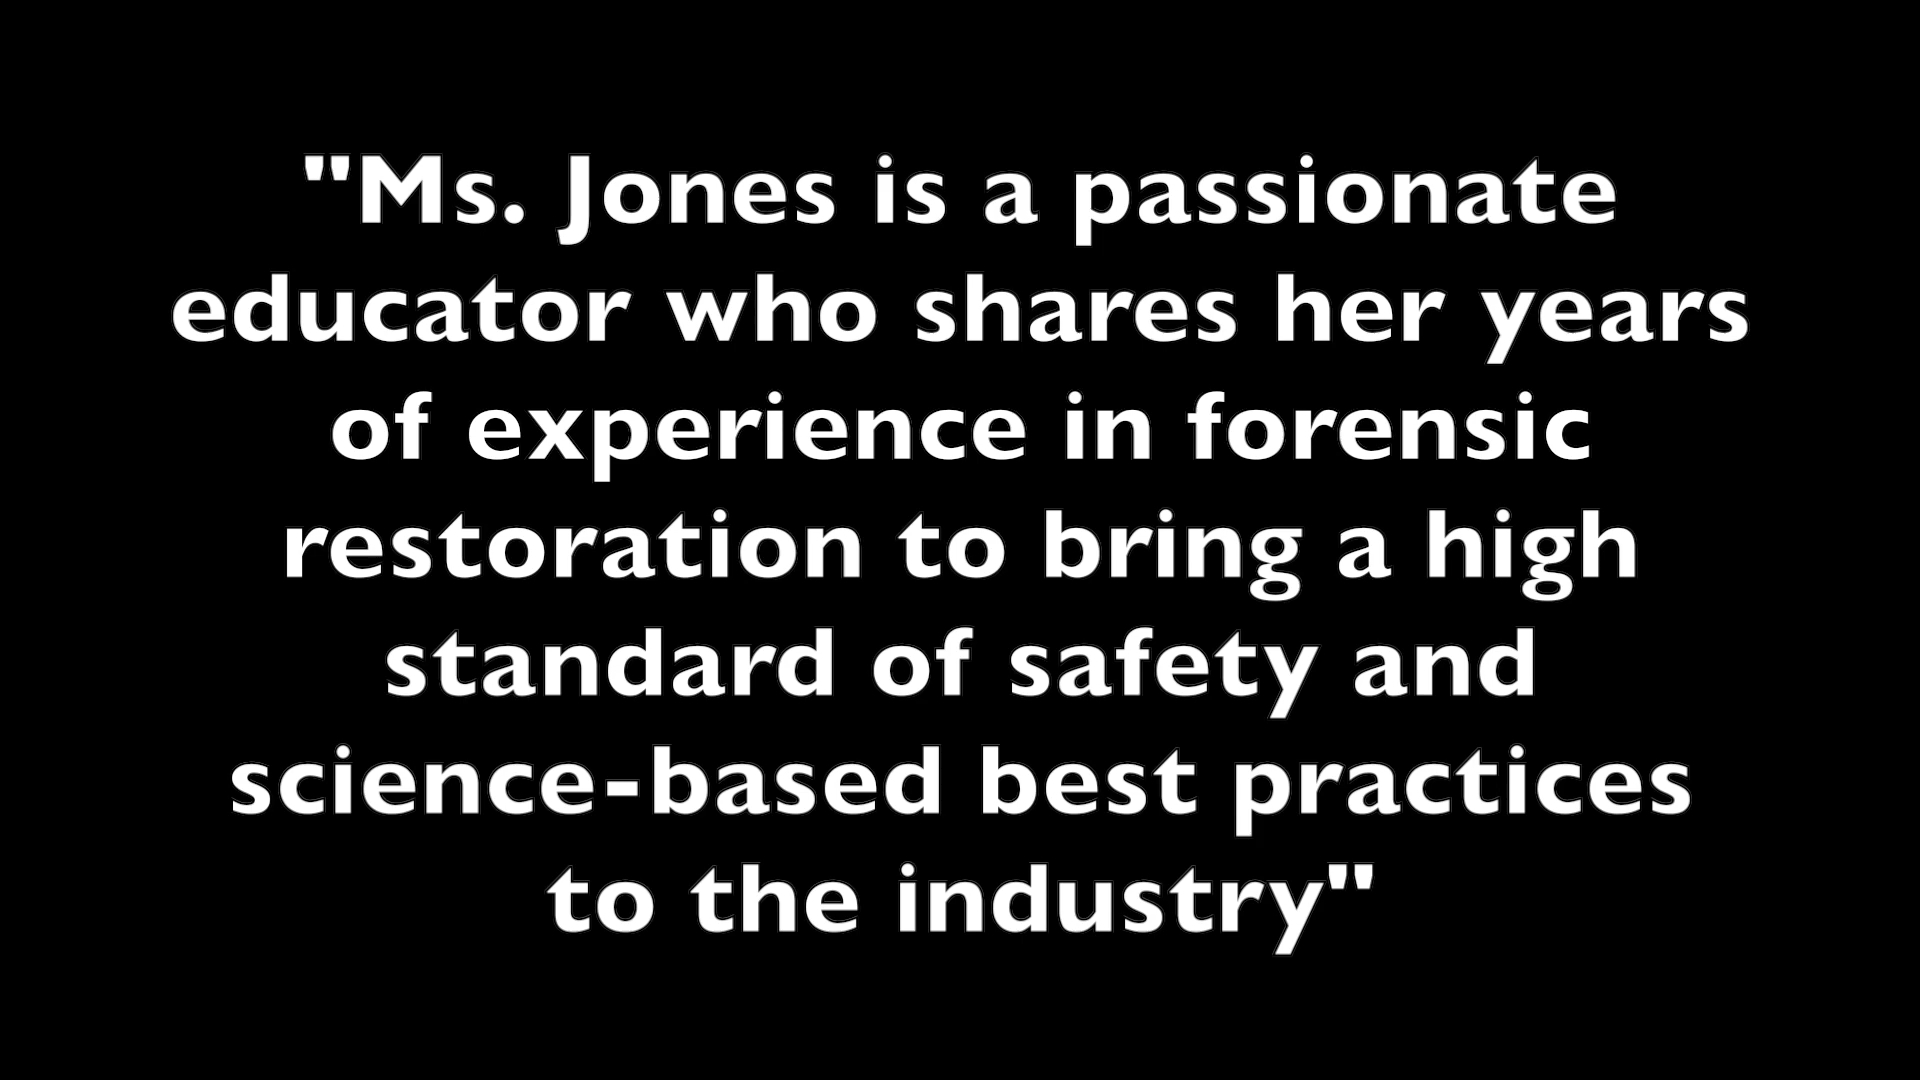 "Ms. Jones is a passionate
educator who shares her years
of experience in forensic
restoration to bring a high
standard of safety and
science-based best practices
to the industry"